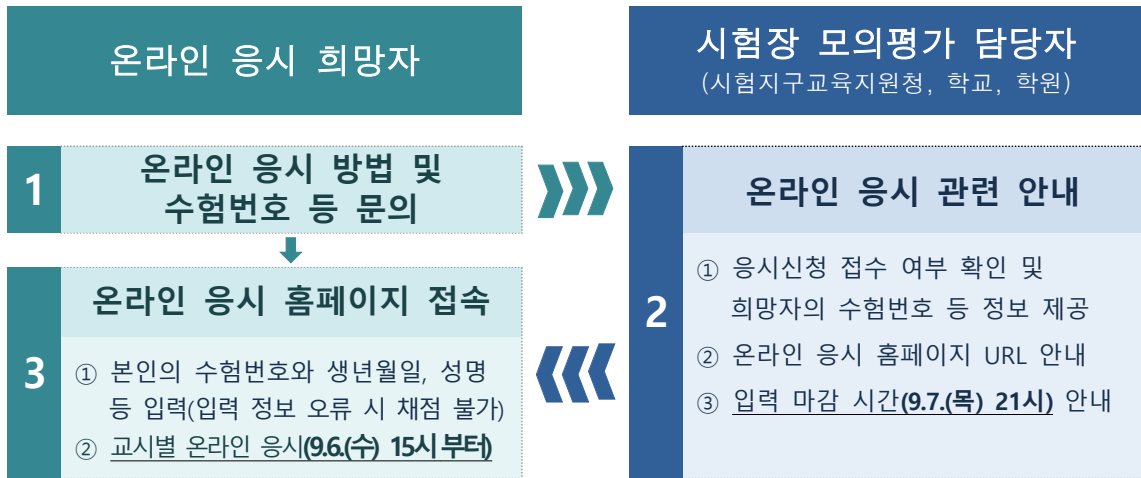 온라인 응시 희망자
시험장 모의평가 담당자
(시험지구교육지원청, 학교, 학원)
1
온라인 응시 방법 및
수험번호 등 문의
2
온라인 응시 관련 안내
① 응시신청 접수 여부 확인 및
희망자의 수험번호 등 정보 제공
② 온라인 응시 홈페이지 URL 안내
③ 입력 마감 시간(9.7.(목) 21시) 안내
3
온라인 응시 홈페이지 접속
① 본인의 수험번호와 생년월일, 성명
등 입력(입력 정보 오류 시 채점 불가)
② 교시별 온라인 응시(9.6.(수) 15시부터)